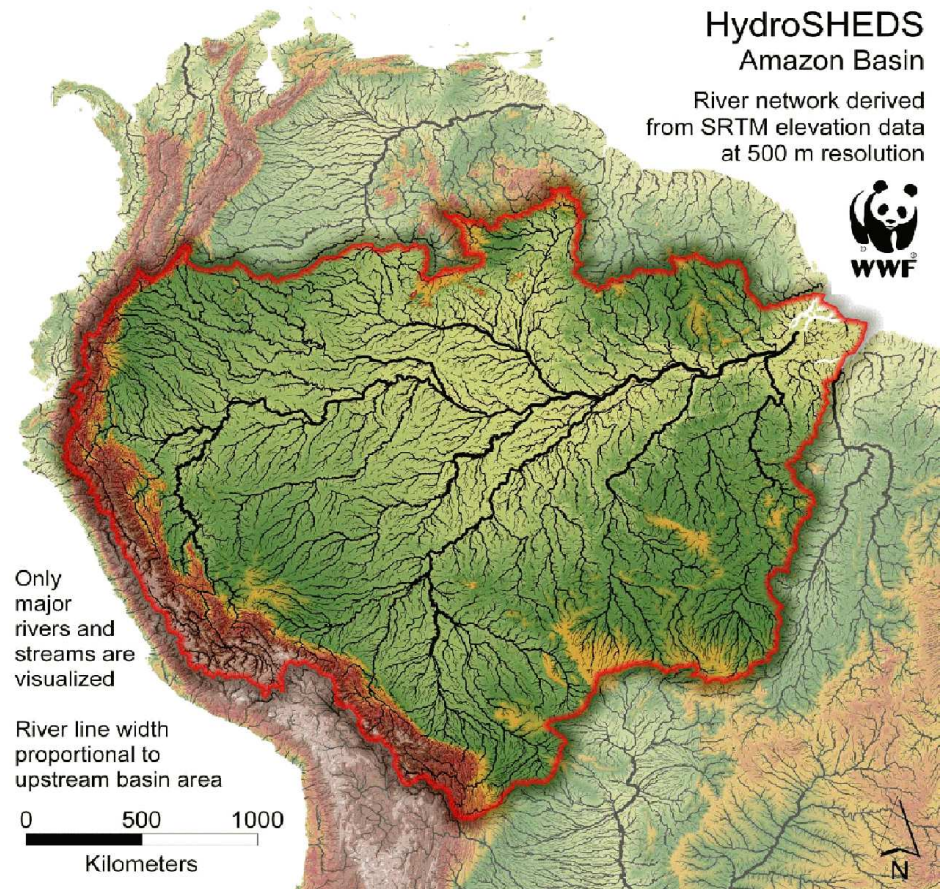 HydroSHEDS
Amazon Basin
River network derived
from SRTM elevation data
at 500 m resolution
WWF
Only
major
rivers and
streams are
visualized
River line width
proportional to
upstream basin area
0 500 1000
Kilometers
N